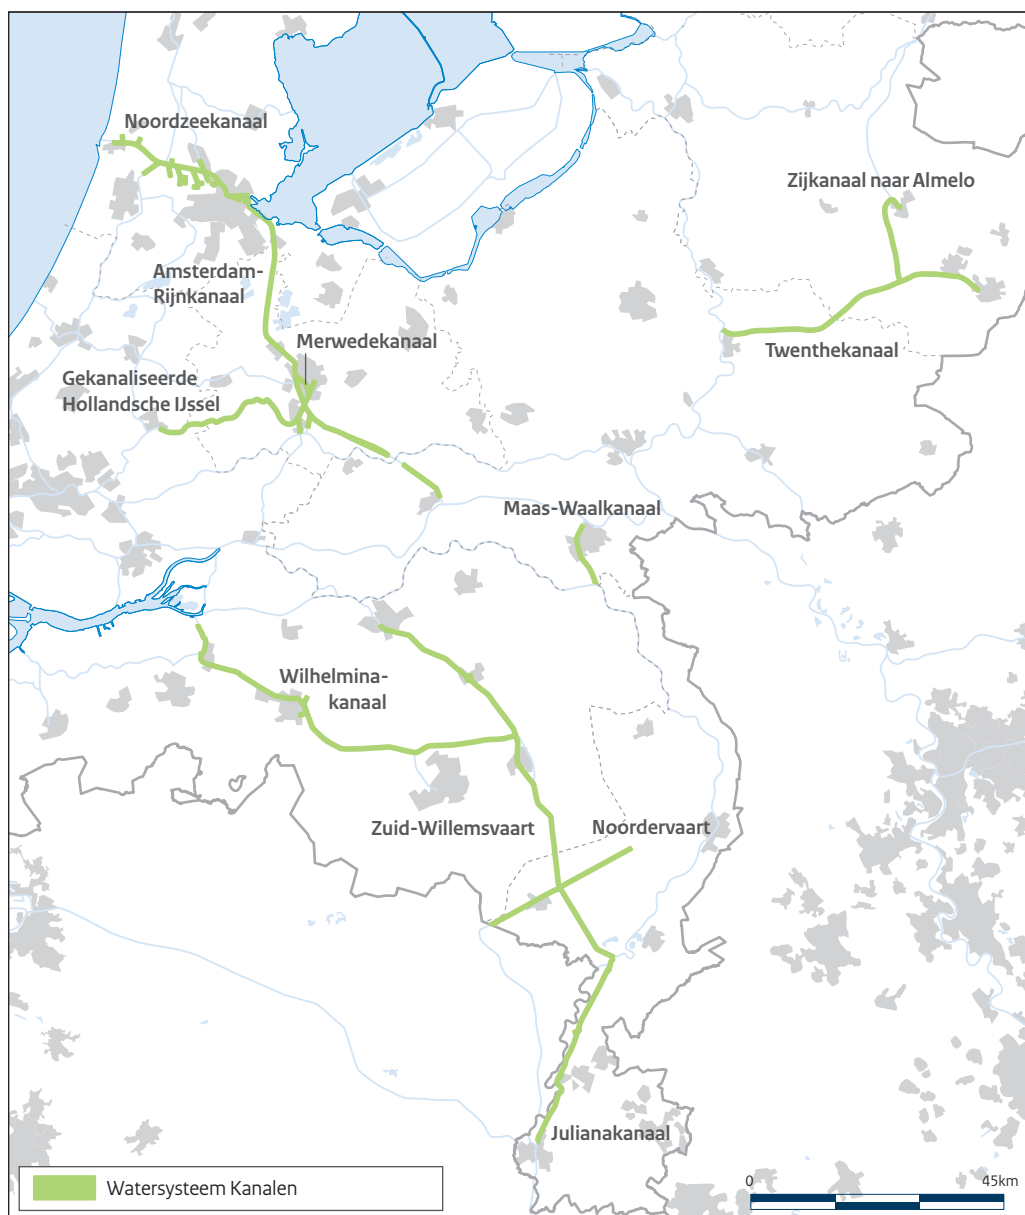 Noordzeekanaal
Zijkanaal naar Almelo
Amsterdam-
Rijnkanaal
Merwedekanaal
Twenthekanaal
Gekanaliseerde
Hollandsche IJssel
Maas-Waalkanaal
Wilhelmina-
kanaal
Zuid-Willemsvaart
Noordervaart
Julianakanaal
Watersysteem Kanalen
0
45km